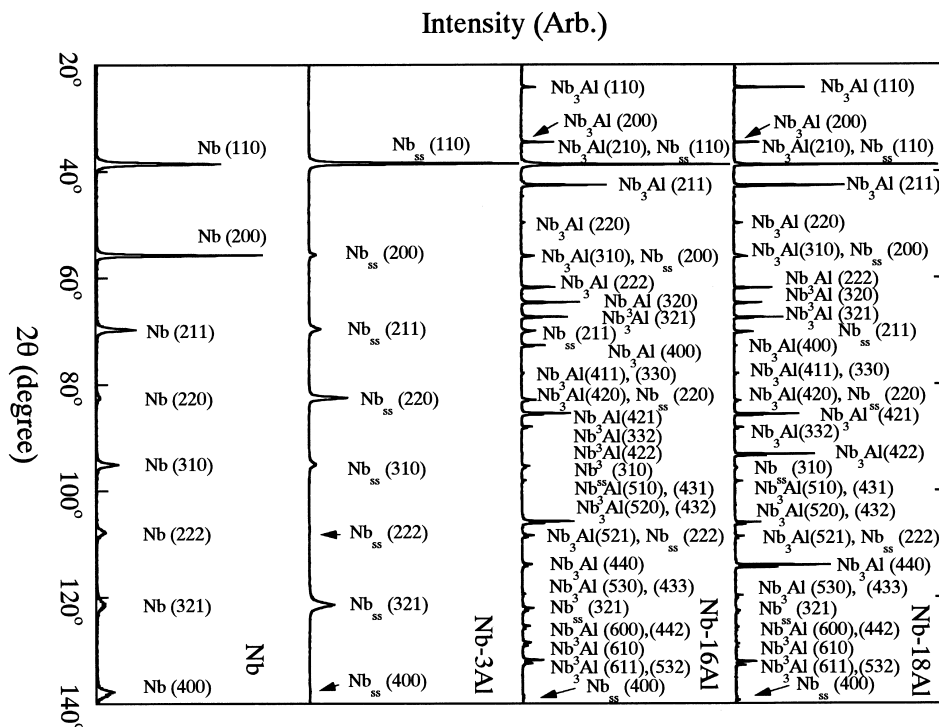 Intensity (Arb.)
20°
40°
60°
80°
100°
120°
140°
2θ (degree)
Nb (110)
Nb (200)
Nb (211)
Nb (220)
Nb (310)
Nb (222)
Nb (321)
Nb (400)
Nb
Nbss (110)
Nbss (200)
Nbss (211)
Nbss (220)
Nbss (310)
Nbss (222)
Nbss (321)
Nbss (400)
Nb-3Al
Nb3Al (110)
Nb3Al (200)
Nb3Al(210), Nbss(110)
Nb3Al (211)
Nb3Al (220)
Nb3Al(310), Nbss (200)
Nb3Al (222)
Nb3Al (320)
Nb3Al (321)
Nbss(211)
Nb3Al (400)
Nb3Al(411), (330)
Nb3Al(420), Nbss (220)
Nb3Al(421)
Nb3Al(332)
Nb3Al(422)
Nbss (310)
Nb3Al(510), (431)
Nb3Al(520), (432)
Nb3Al(521), Nbss (222)
Nb3Al (440)
Nb3Al (530), (433)
Nbss (321)
Nb3Al (600),(442)
Nb3Al (610)
Nb3Al (611),(532)
Nbss (400)
Nb-16Al
Nb3Al (110)
Nb3Al (200)
Nb3Al(210), Nbss (110)
Nb3Al (211)
Nb3Al (220)
Nb3Al(310), Nbss (200)
Nb3Al (222)
Nb3Al (320)
Nb3Al (321)
Nbss (211)
Nb3Al(400)
Nb3Al(411), (330)
Nb3Al(420), Nbss (220)
Nb3Al (421)
Nb3Al(332)
Nb3Al(422)
Nbss (310)
Nb3Al(510), (431)
Nb3Al(520), (432)
Nb3Al(521), Nbss (222)
Nb3Al (440)
Nb3Al (530), (433)
Nbss (321)
Nb3Al (600),(442)
Nb3Al (610)
Nb3Al (611),(532)
Nbss (400)
Nb-18Al